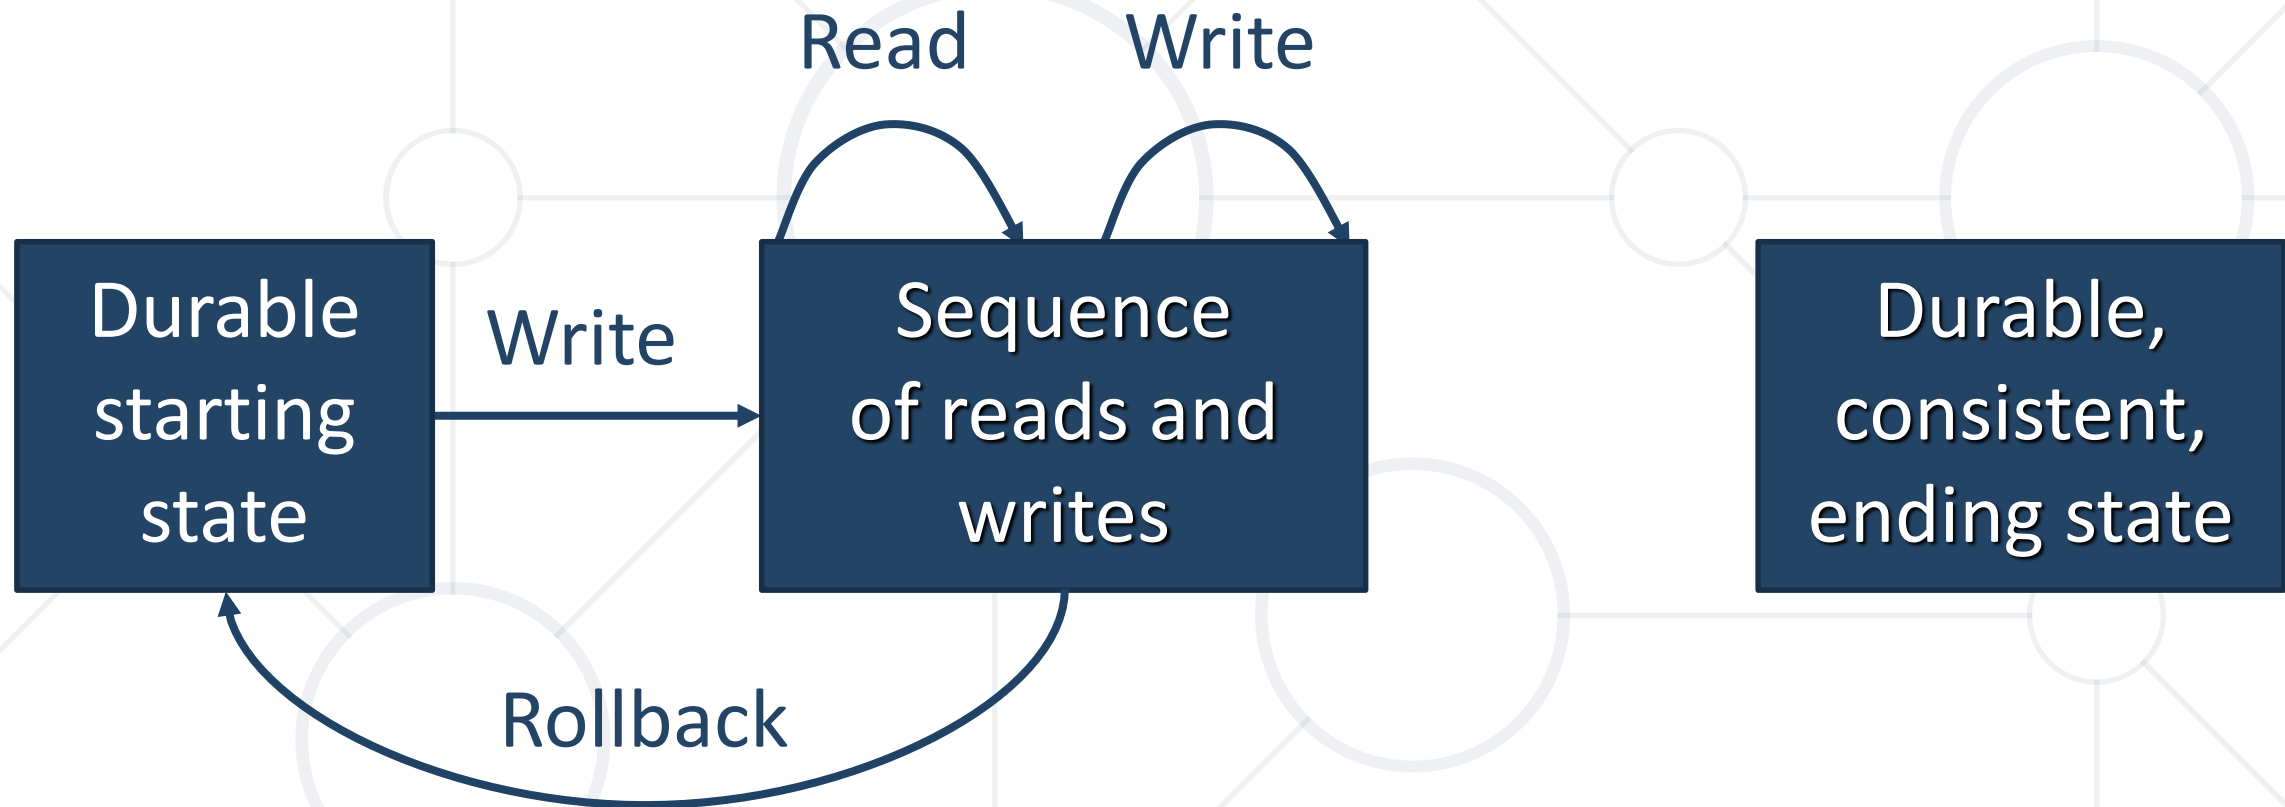 Read
Write
Durable
starting
state
Write
Sequence
of reads and
writes
Durable,
consistent,
ending state
Rollback